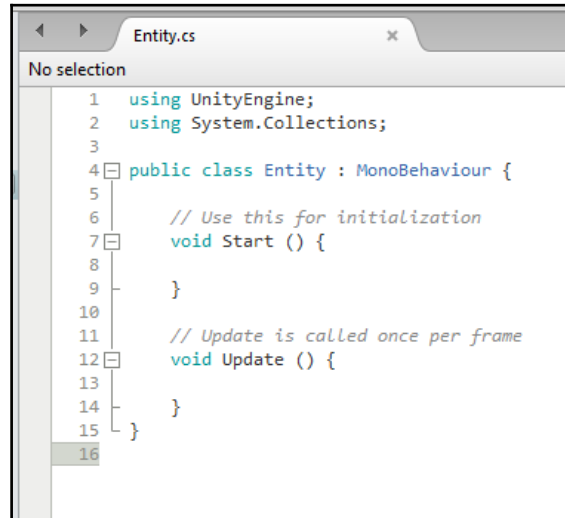 Entity.cs
No selection
1 using UnityEngine;
2 using System.Collections;
3
4 public class Entity : MonoBehaviour {
5
6 // Use this for initialization
7 void Start () {
8
9 }
10
11 // Update is called once per frame
12 void Update () {
13
14 }
15 }
16